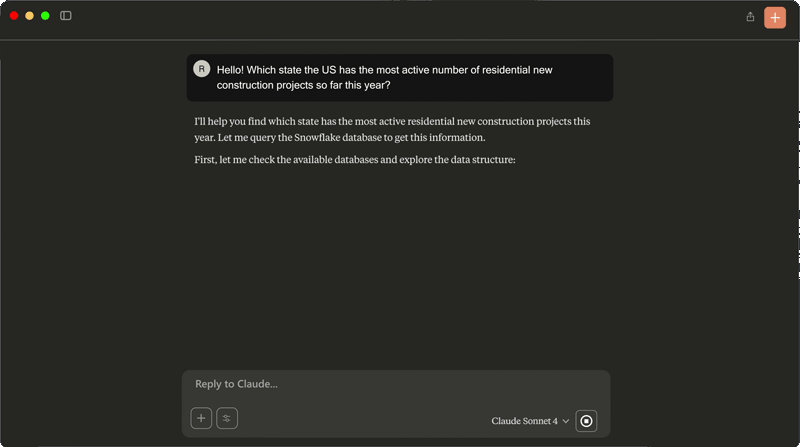 R
Hello! Which state the US has the most active number of residential new
construction projects so far this year?
I'll help you find which state has the most active residential new construction projects this
year. Let me query the Snowflake database to get this information.
First, let me check the available databases and explore the data structure:
Reply to Claude...
Claude Sonnet 4